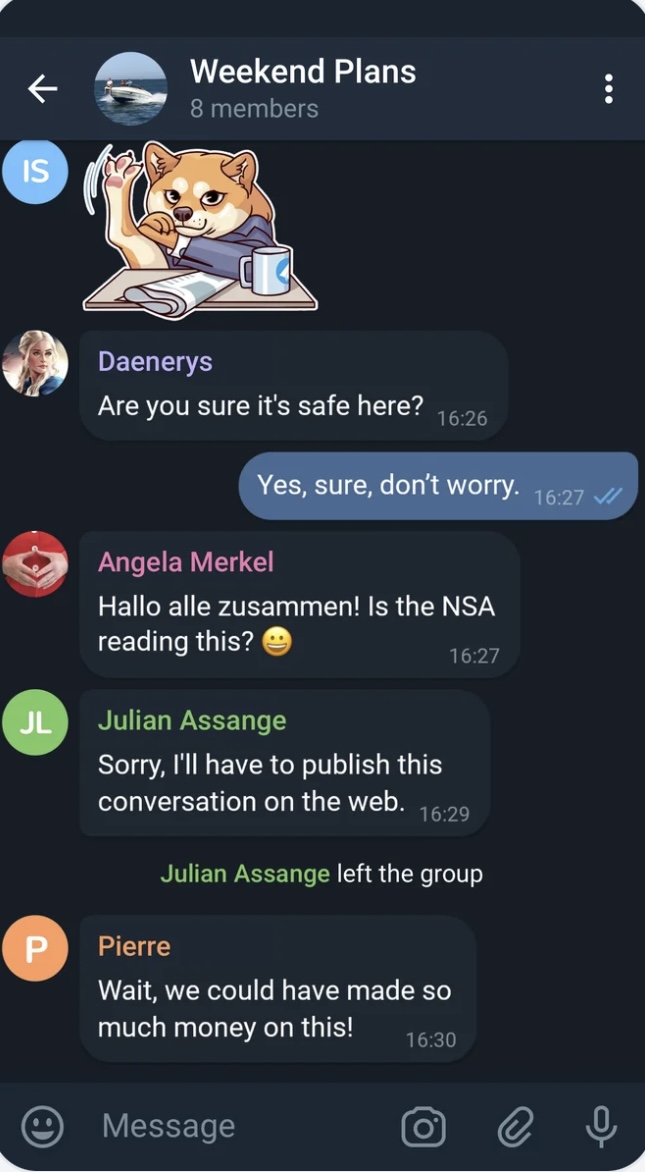 Weekend Plans
8 members
IS
Daenerys
Are you sure it's safe here? 16:26
Yes, sure, don’t worry. 16:27
Angela Merkel
Hallo alle zusammen! Is the NSA
reading this? 😀 16:27
JL
Julian Assange
Sorry, I'll have to publish this
conversation on the web. 16:29
Julian Assange left the group
P
Pierre
Wait, we could have made so
much money on this! 16:30
Message